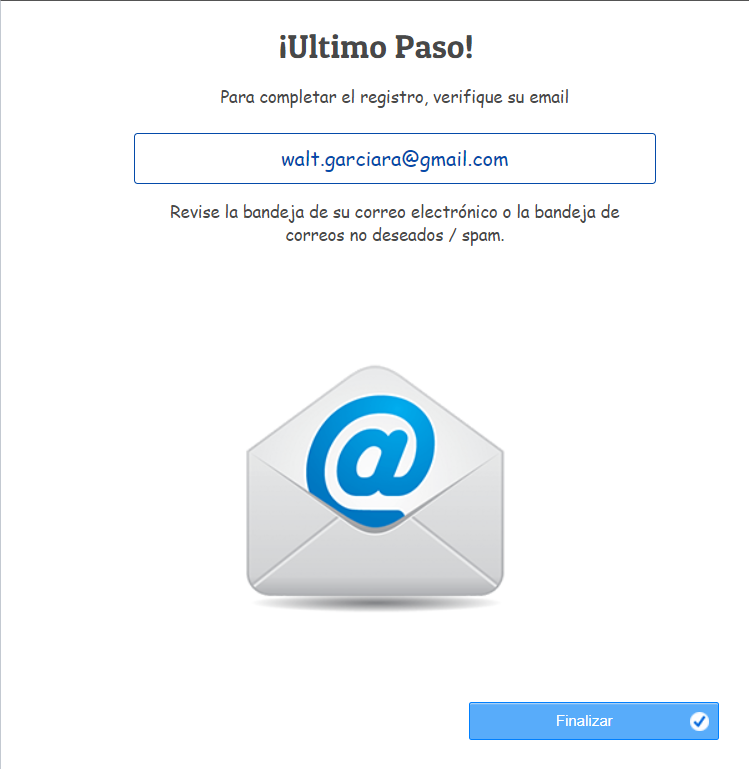 ¡Ultimo Paso!
Para completar el registro, verifique su email
walt.garciara@gmail.com
Revise la bandeja de su correo electrónico o la bandeja de
correos no deseados / spam.
@
Finalizar